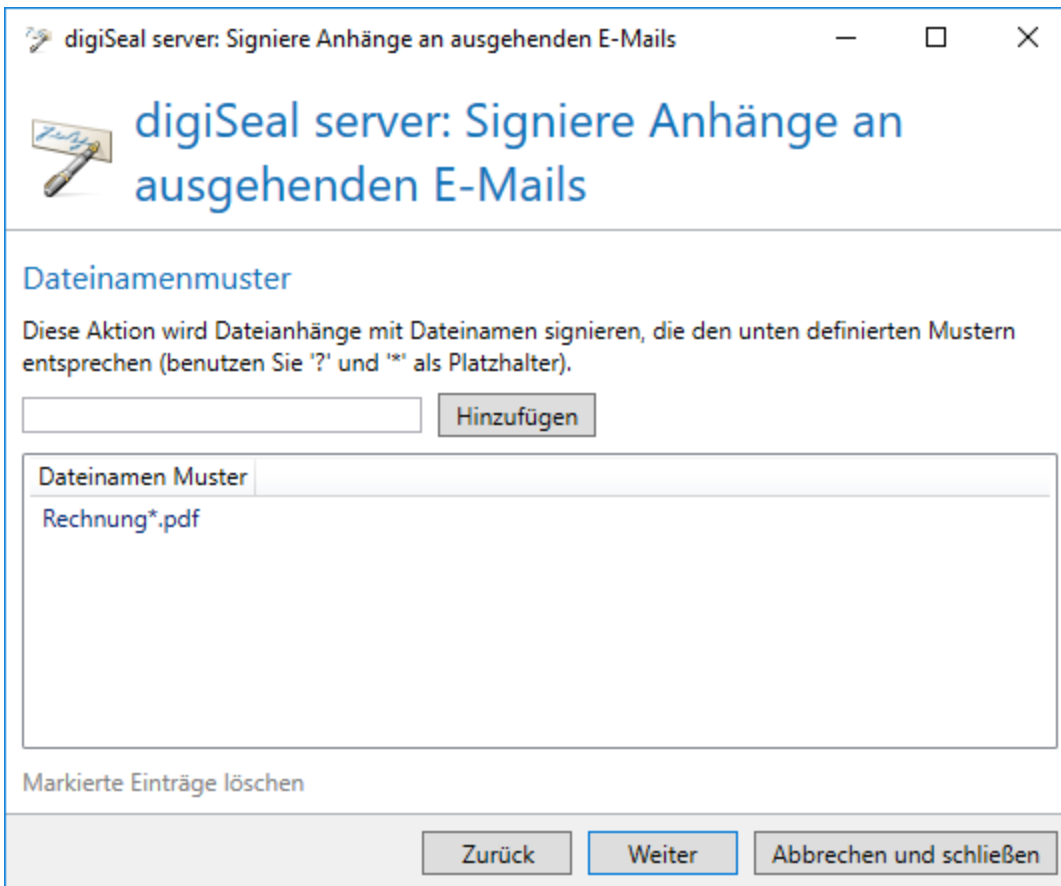 digiSeal server: Signiere Anhänge an ausgehenden E-Mails
digiSeal server: Signiere Anhänge an
ausgehenden E-Mails
Dateinamenmuster
Diese Aktion wird Dateianhänge mit Dateinamen signieren, die den unten definierten Mustern
entsprechen (benutzen Sie '?' und '*' als Platzhalter).
Hinzufügen
Dateinamen Muster
Rechnung*.pdf
Markierte Einträge löschen
Zurück Weiter Abbrechen und schließen